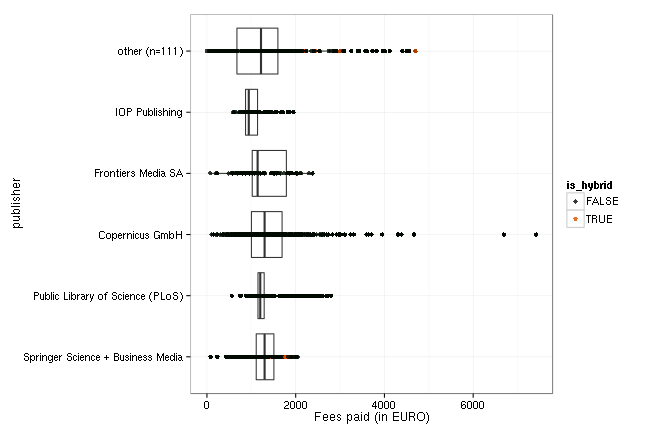 other (n=111)
IOP Publishing
Frontiers Media SA
Copernicus GmbH
Public Library of Science (PLoS)
Springer Science + Business Media
publisher
0 2000 4000 6000
Fees paid (in EURO)
is_hybrid
FALSE
TRUE